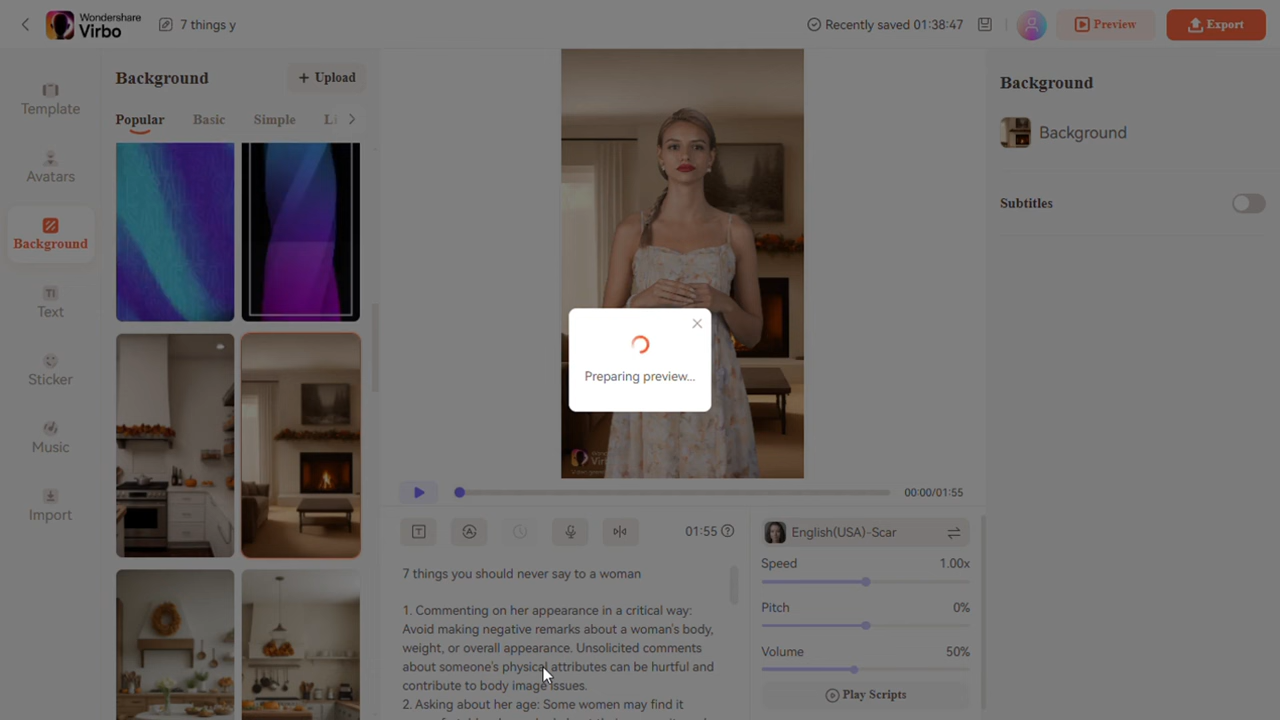 Wondershare
Virbo
7 things y
Recently saved 01:38:47
Preview
Export
Template
Avatars
Background
Text
Sticker
Music
Import
Background
+ Upload
Popular
Basic
Simple
Li
Preparing preview...
Wondershare
Virbo
00:00/01:55
01:55
7 things you should never say to a woman
1. Commenting on her appearance in a critical way:
Avoid making negative remarks about a woman's body,
weight, or overall appearance. Unsolicited comments
about someone's physical attributes can be hurtful and
contribute to body image issues.
2. Asking about her age: Some women may find it
English(USA)-Scar
Speed
1.00x
Pitch
0%
Volume
50%
Play Scripts
Background
Background
Subtitles